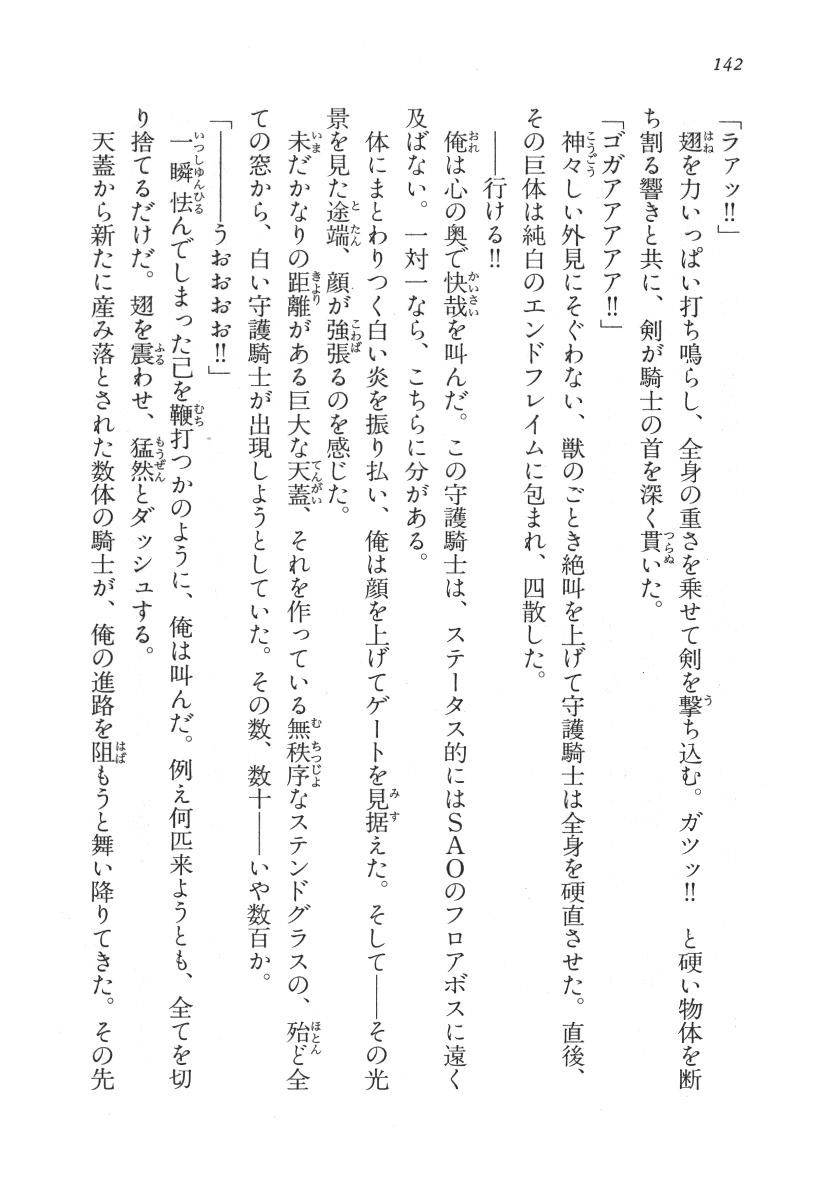 142
「ラァッ!!」
翅を力いっぱい打ち鳴らし、全身の重さを乗せて剣を撃ち込む。ガツッ!!　と硬い物体を断
ち割る響きと共に、剣が騎士の首を深く貫いた。
「ゴガアアアアア!!」
神々しい外見にそぐわない、獣のごとき絶叫を上げて守護騎士は全身を硬直させた。直後、
その巨体は純白のエンドフレイムに包まれ、四散した。
――行ける!!
俺は心の奥で快哉を叫んだ。この守護騎士は、ステータス的にはSAOのフロアボスに遠く
及ばない。一対一なら、こちらに分がある。
体にまとわりつく白い炎を振り払い、俺は顔を上げてゲートを見据えた。そして――その光
景を見た途端、顔が強張るのを感じた。
未だかなりの距離がある巨大な天蓋、それを作っている無秩序なステンドグラスの、殆ど全
ての窓から、白い守護騎士が出現しようとしていた。その数、数十――いや数百か。
「――――うおおおお!!」
一瞬怯んでしまった己を鞭打つかのように、俺は叫んだ。例え何匹来ようとも、全てを切
り捨てるだけだ。翅を震わせ、猛然とダッシュする。
天蓋から新たに産み落とされた数体の騎士が、俺の進路を阻もうと舞い降りてきた。その先